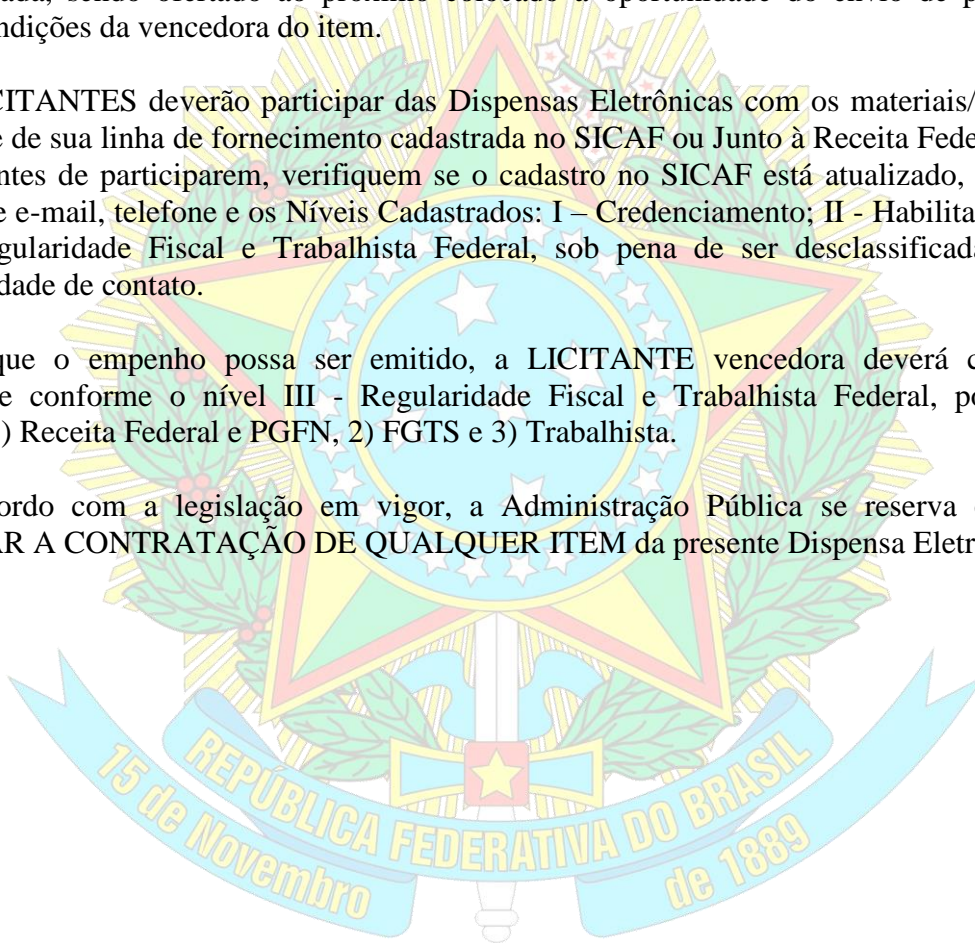 ada, sendo ofertado ao próximo colocado a oportunidade do envio de p
ndições da vencedora do item.
CITANTES deverão participar das Dispensas Eletrônicas com os materiais/
e de sua linha de fornecimento cadastrada no SICAF ou Junto à Receita Fede
ntes de participarem, verifiquem se o cadastro no SICAF está atualizado,
e e-mail, telefone e os Níveis Cadastrados: I – Credenciamento; II - Habilita
gularidade Fiscal e Trabalhista Federal, sob pena de ser desclassificada
dade de contato.
que o empenho possa ser emitido, a LICITANTE vencedora deverá c
e conforme o nível III - Regularidade Fiscal e Trabalhista Federal, po
) Receita Federal e PGFN, 2) FGTS e 3) Trabalhista.
ordo com a legislação em vigor, a Administração Pública se reserva
AR A CONTRATAÇÃO DE QUALQUER ITEM da presente Dispensa Eletr
REPÚBLICA FEDERATIVA DO BRASIL
15 de Novembro de 1889